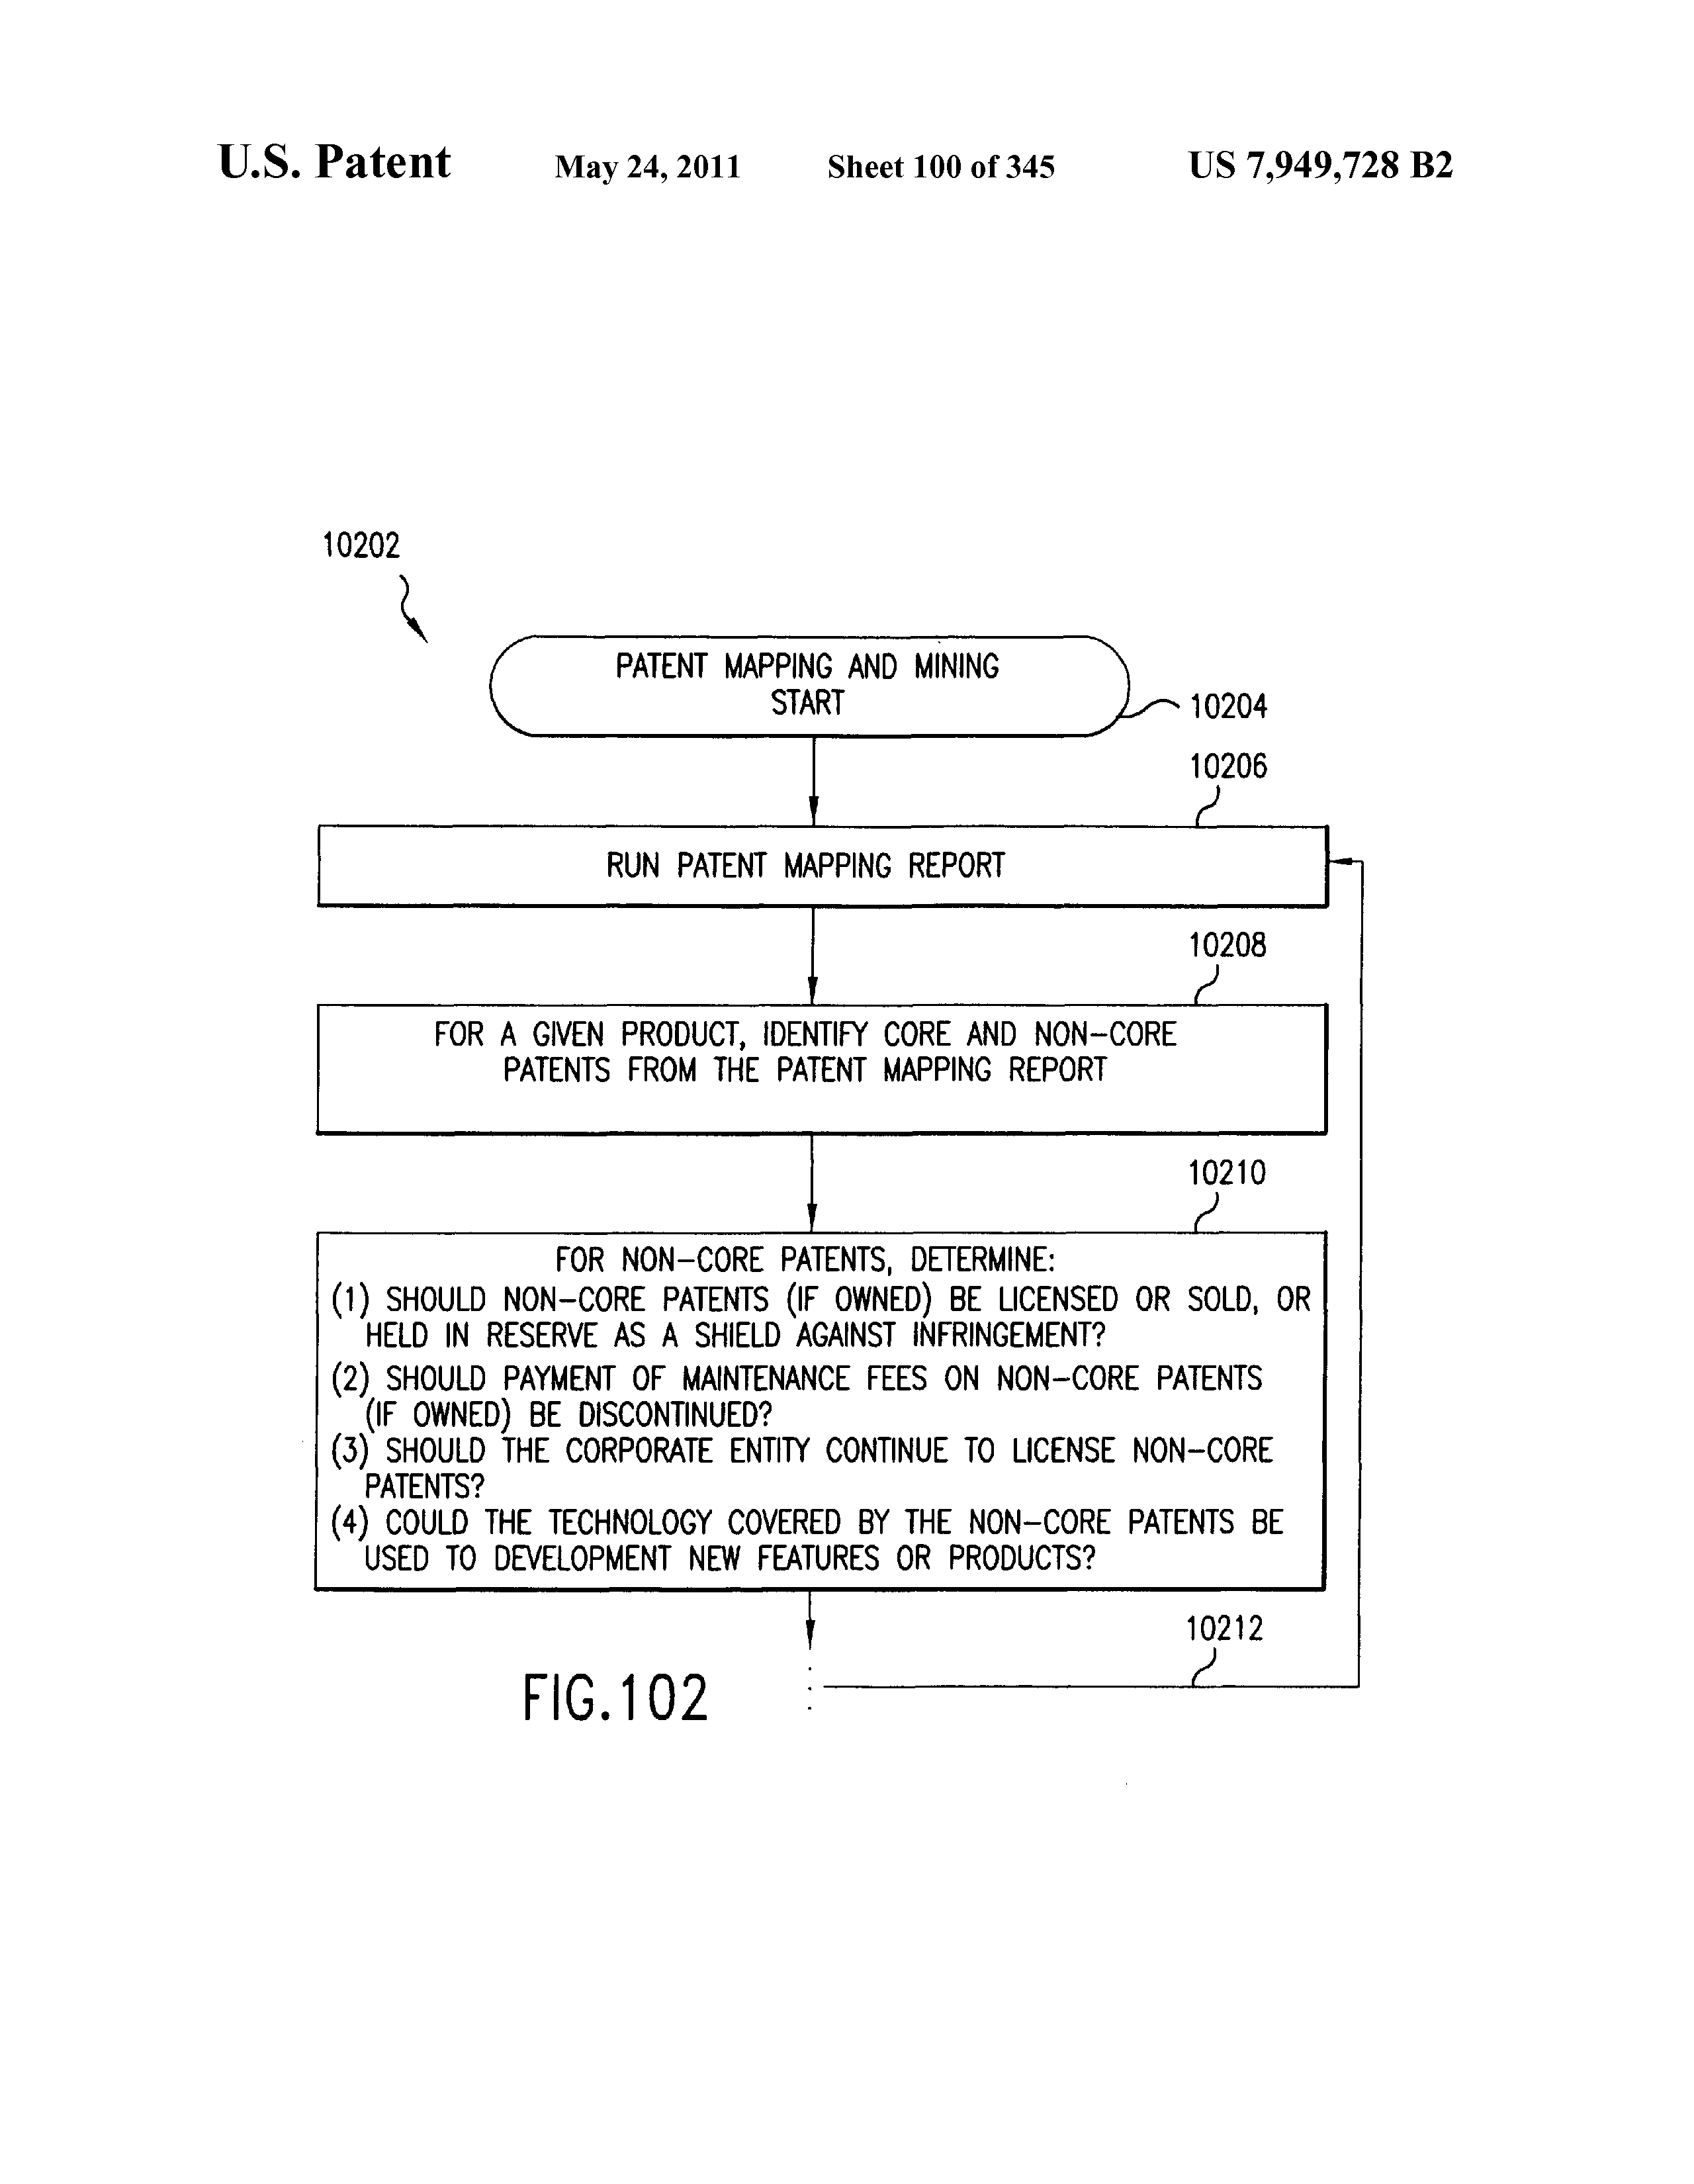 U.S. Patent May 24, 2011 Sheet 100 of 345 US 7,949,728 B2
10202
PATENT MAPPING AND MINING
START
10204
10206
RUN PATENT MAPPING REPORT
10208
FOR A GIVEN PRODUCT, IDENTIFY CORE AND NON-CORE
PATENTS FROM THE PATENT MAPPING REPORT
10210
FOR NON-CORE PATENTS, DETERMINE:
(1) SHOULD NON-CORE PATENTS (IF OWNED) BE LICENSED OR SOLD, OR
HELD IN RESERVE AS A SHIELD AGAINST INFRINGEMENT?
(2) SHOULD PAYMENT OF MAINTENANCE FEES ON NON-CORE PATENTS
(IF OWNED) BE DISCONTINUED?
(3) SHOULD THE CORPORATE ENTITY CONTINUE TO LICENSE NON-CORE
PATENTS?
(4) COULD THE TECHNOLOGY COVERED BY THE NON-CORE PATENTS BE
USED TO DEVELOPMENT NEW FEATURES OR PRODUCTS?
10212
FIG.102